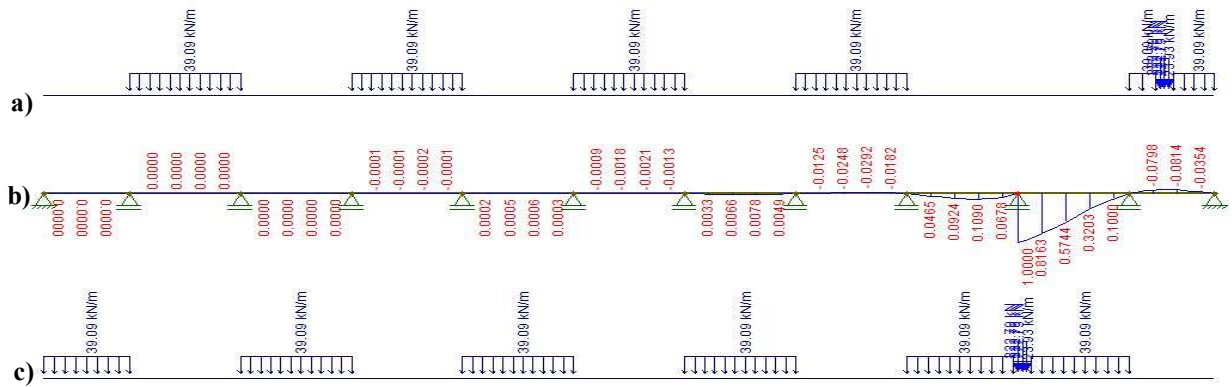 39.09 kN/m 39.09 kN/m 39.09 kN/m 39.09 kN/m 39.09 kN/m 39.09 kN/m
a)
0.0000 0.0000 0.0000 0.0000 -0.0001 -0.0001 -0.0002 -0.0001 -0.0009 -0.0018 -0.0021 -0.0013 -0.0125 -0.0248 -0.0292 -0.0182 -0.0798 -0.0814 -0.0354
b)
0.0000 0.0000 0.0000 0.0000 0.0000 0.0000 0.0000 0.0002 0.0005 0.0006 0.0003 0.0033 0.0066 0.0078 0.0049 0.0465 0.0924 0.1090 0.0678 1.0000 0.8163 0.5744 0.3203 0.1000
39.09 kN/m 39.09 kN/m 39.09 kN/m 39.09 kN/m 39.09 kN/m 39.09 kN/m
c)